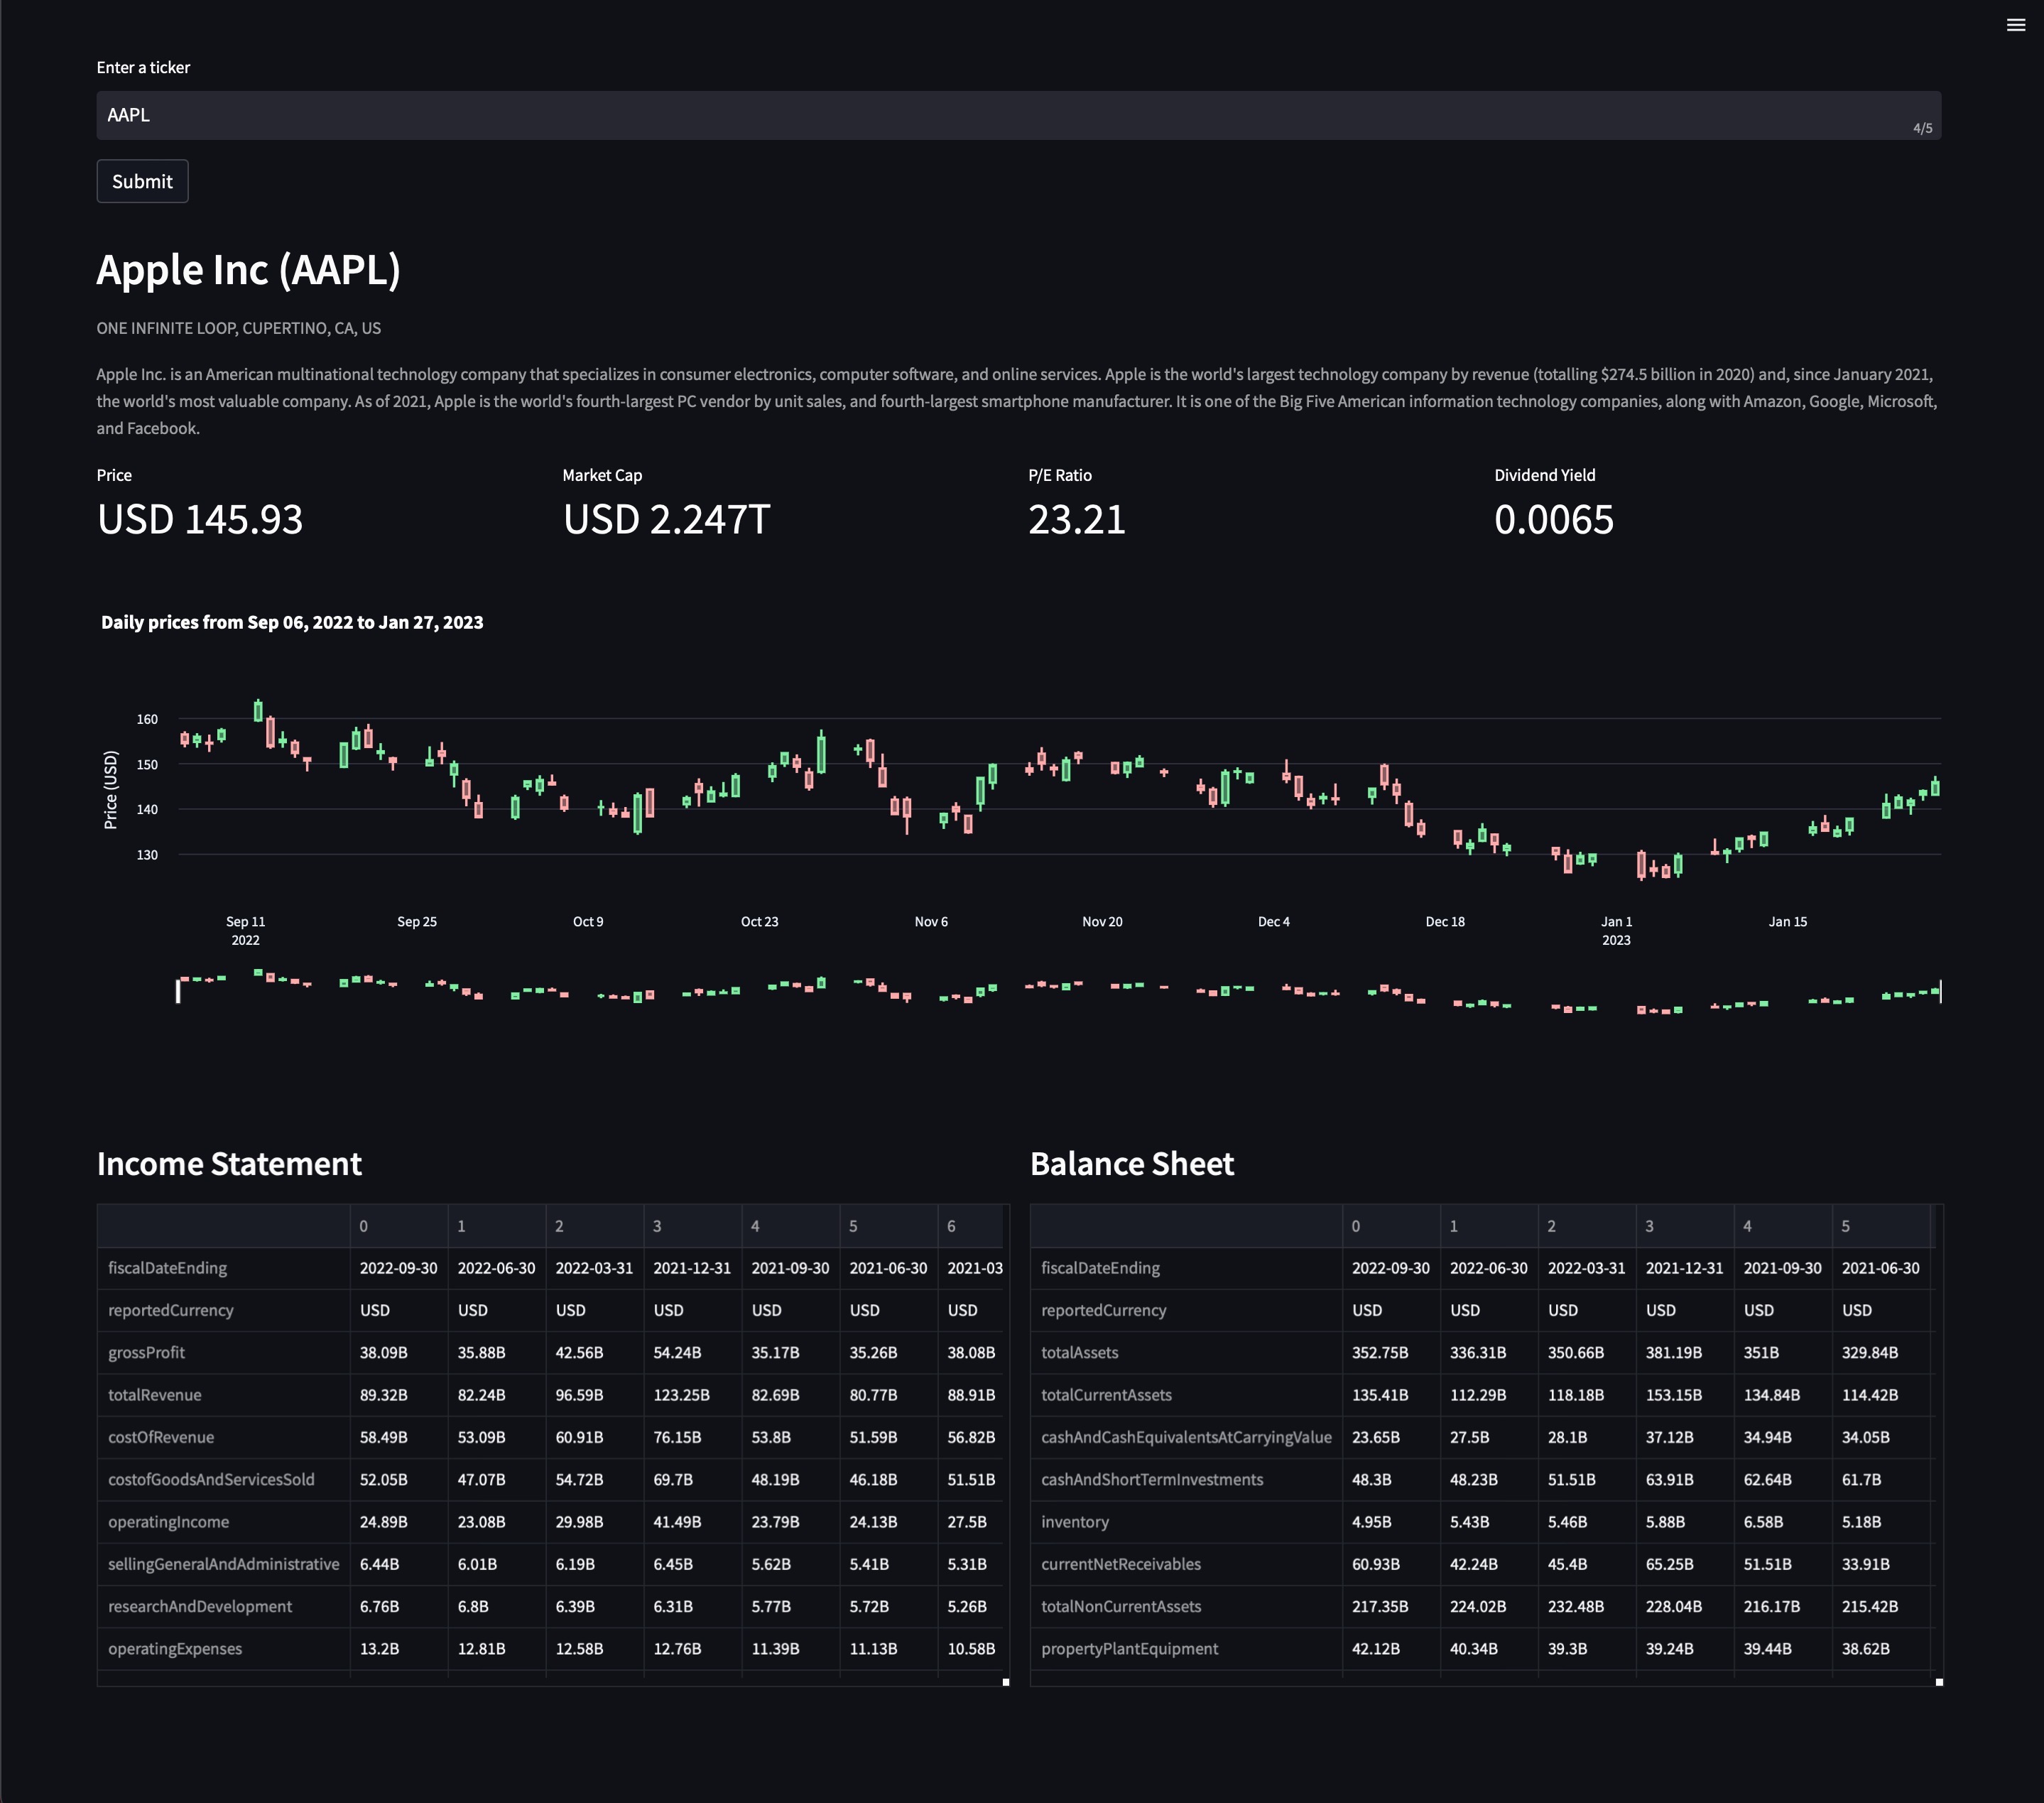 Enter a ticker
AAPL
4/5
Submit
Apple Inc (AAPL)
ONE INFINITE LOOP, CUPERTINO, CA, US
Apple Inc. is an American multinational technology company that specializes in consumer electronics, computer software, and online services. Apple is the world's largest technology company by revenue (totalling $274.5 billion in 2020) and, since January 2021,
the world's most valuable company. As of 2021, Apple is the world's fourth-largest PC vendor by unit sales, and fourth-largest smartphone manufacturer. It is one of the Big Five American information technology companies, along with Amazon, Google, Microsoft,
and Facebook.
Price Market Cap P/E Ratio Dividend Yield
USD 145.93 USD 2.247T 23.21 0.0065
Daily prices from Sep 06, 2022 to Jan 27, 2023
Price (USD)
160
150
140
130
Sep 11 Sep 25 Oct 9 Oct 23 Nov 6 Nov 20 Dec 4 Dec 18 Jan 1 Jan 15
2022 2023
Income Statement
0 1 2 3 4 5 6
fiscalDateEnding 2022-09-30 2022-06-30 2022-03-31 2021-12-31 2021-09-30 2021-06-30 2021-03
reportedCurrency USD USD USD USD USD USD USD
grossProfit 38.09B 35.88B 42.56B 54.24B 35.17B 35.26B 38.08B
totalRevenue 89.32B 82.24B 96.59B 123.25B 82.69B 80.77B 88.91B
costOfRevenue 58.49B 53.09B 60.91B 76.15B 53.8B 51.59B 56.82B
costofGoodsAndServicesSold 52.05B 47.07B 54.72B 69.7B 48.19B 46.18B 51.51B
operatingIncome 24.89B 23.08B 29.98B 41.49B 23.79B 24.13B 27.5B
sellingGeneralAndAdministrative 6.44B 6.01B 6.19B 6.45B 5.62B 5.41B 5.31B
researchAndDevelopment 6.76B 6.8B 6.39B 6.31B 5.77B 5.72B 5.26B
operatingExpenses 13.2B 12.81B 12.58B 12.76B 11.39B 11.13B 10.58B
Balance Sheet
0 1 2 3 4 5
fiscalDateEnding 2022-09-30 2022-06-30 2022-03-31 2021-12-31 2021-09-30 2021-06-30
reportedCurrency USD USD USD USD USD USD
totalAssets 352.75B 336.31B 350.66B 381.19B 351B 329.84B
totalCurrentAssets 135.41B 112.29B 118.18B 153.15B 134.84B 114.42B
cashAndCashEquivalentsAtCarryingValue 23.65B 27.5B 28.1B 37.12B 34.94B 34.05B
cashAndShortTermInvestments 48.3B 48.23B 51.51B 63.91B 62.64B 61.7B
inventory 4.95B 5.43B 5.46B 5.88B 6.58B 5.18B
currentNetReceivables 60.93B 42.24B 45.4B 65.25B 51.51B 33.91B
totalNonCurrentAssets 217.35B 224.02B 232.48B 228.04B 216.17B 215.42B
propertyPlantEquipment 42.12B 40.34B 39.3B 39.24B 39.44B 38.62B